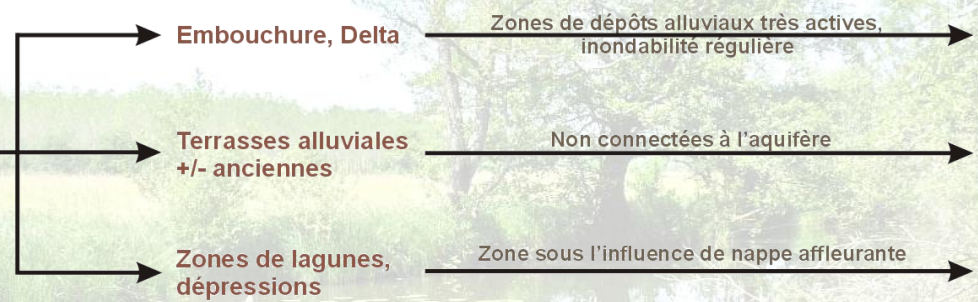 Embouchure, Delta
Zones de dépôts alluviaux très actives,
inondabilité régulière
Terrasses alluviales
+/- anciennes
Non connectées à l'aquifère
Zones de lagunes,
dépressions
Zone sous l'influence de nappe affleurante